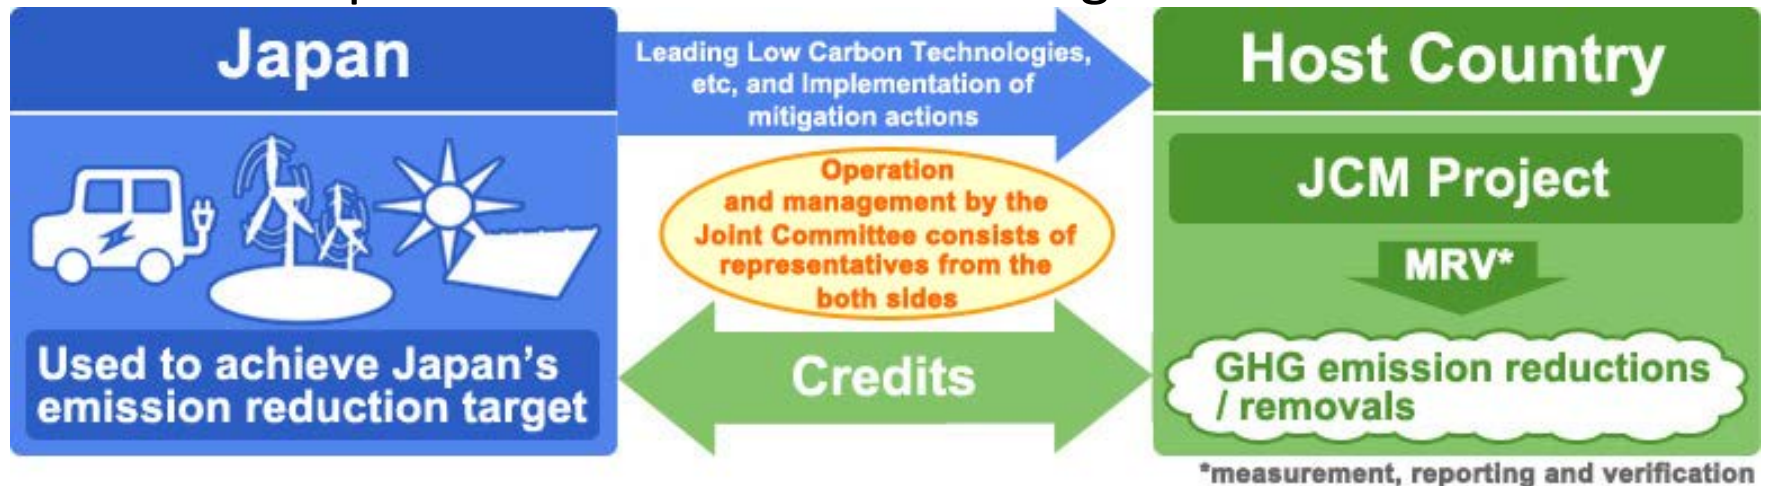 Japan
Leading Low Carbon Technologies,
etc, and Implementation of
mitigation actions
Host Country
JCM Project
MRV*
Operation
and management by the
Joint Committee consists of
representatives from the
both sides
Used to achieve Japan's
emission reduction target
Credits
GHG emission reductions
/ removals
*measurement, reporting and verification